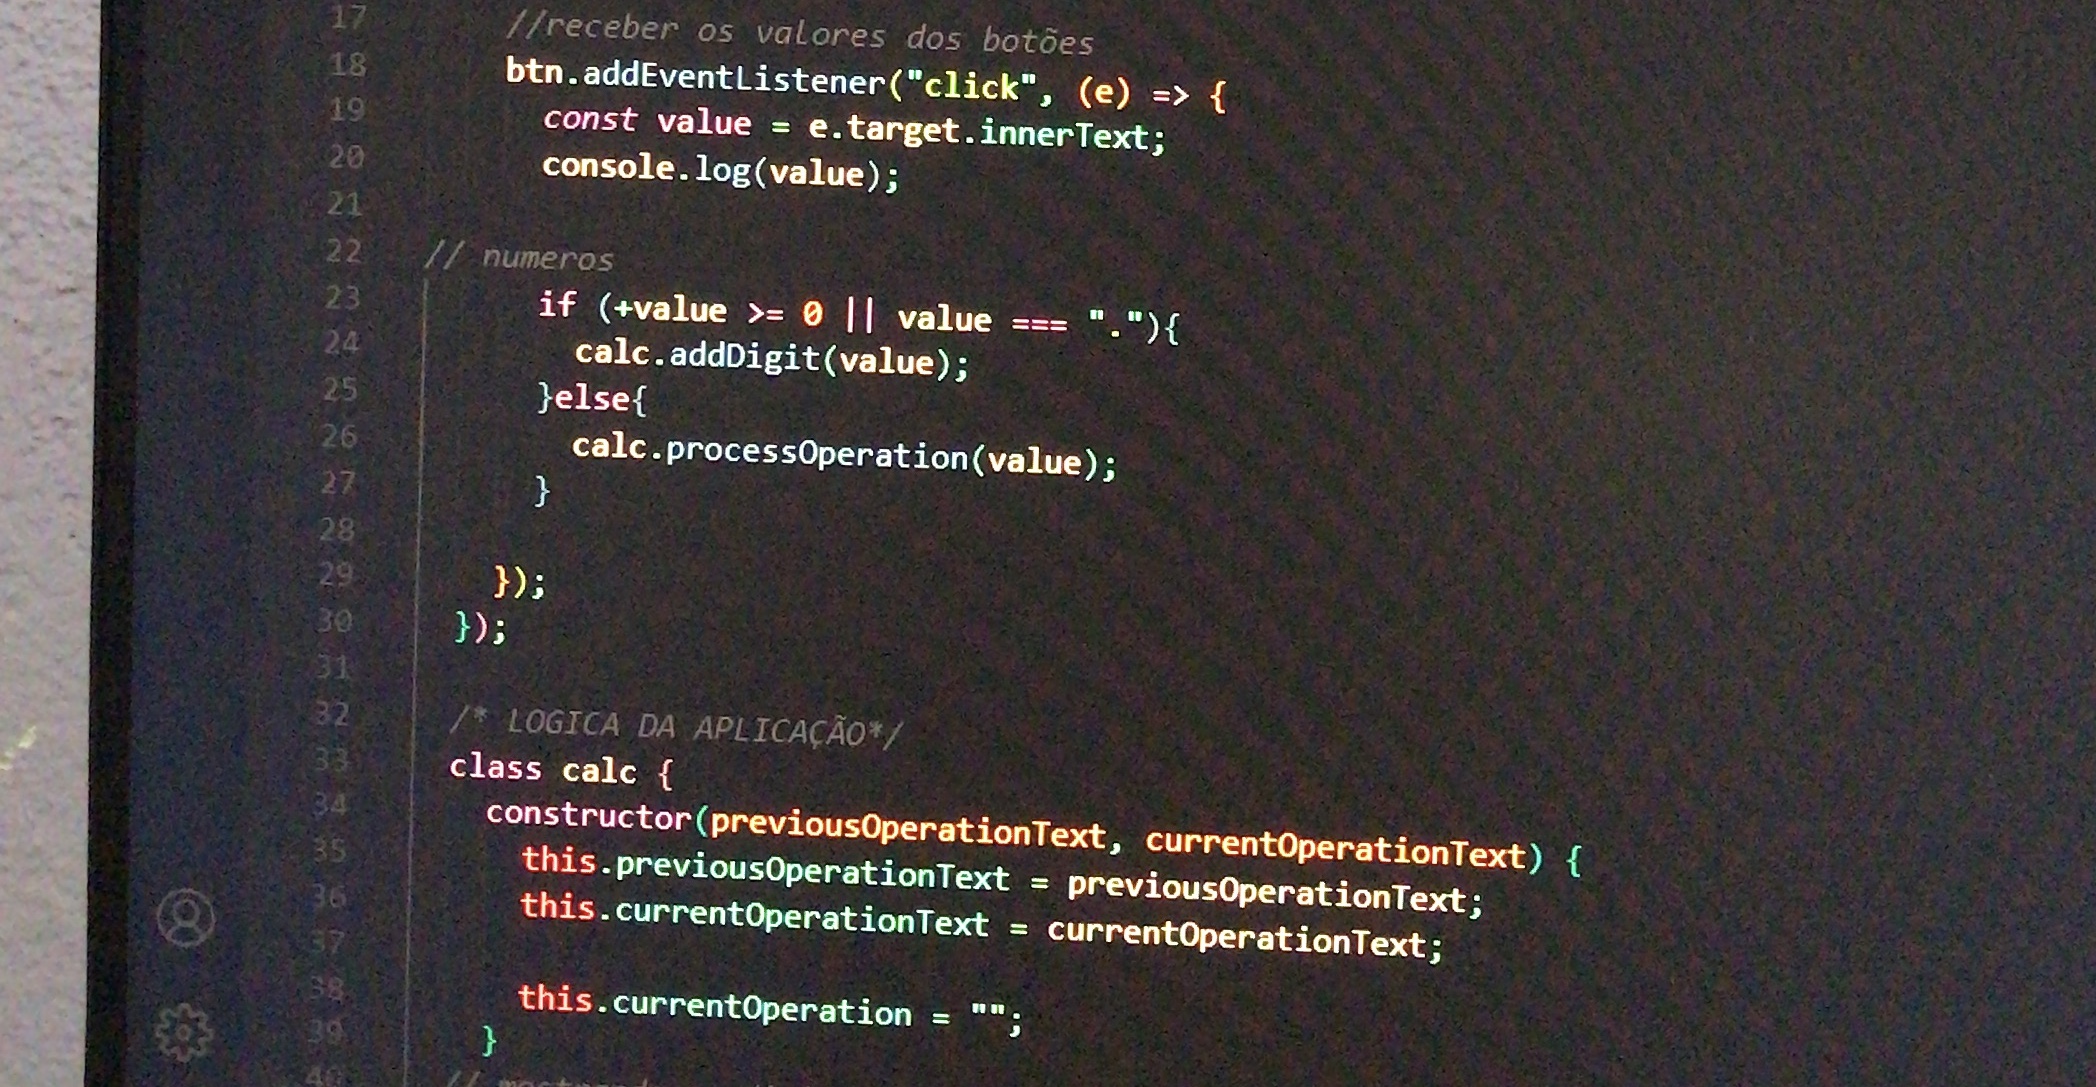 17 //receber os valores dos botões
18 btn.addEventListener("click", (e) => {
19 const value = e.target.innerText;
20 console.log(value);
21
22 // numeros
23 if (+value >= 0 || value === "."){
24 calc.addDigit(value);
25 }else{
26 calc.processOperation(value);
27 }
28
29 });
30 });
31
32 /* LOGICA DA APLICAÇÃO*/
33 class calc {
34 constructor(previousOperationText, currentOperationText) {
35 this.previousOperationText = previousOperationText;
36 this.currentOperationText = currentOperationText;
37
38 this.currentOperation = "";
39 }
40 //